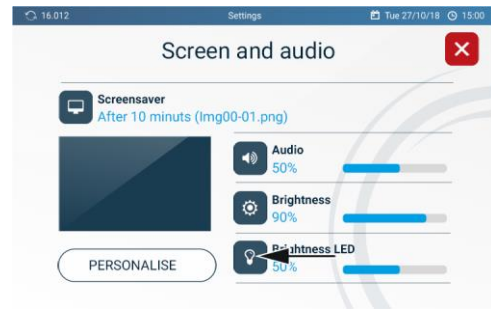 16.012 Settings Tue 27/10/18 15:00
Screen and audio
Screensaver
After 10 minuts (Img00-01.png)
Audio
50%
Brightness
90%
Brightness LED
50%
PERSONALISE